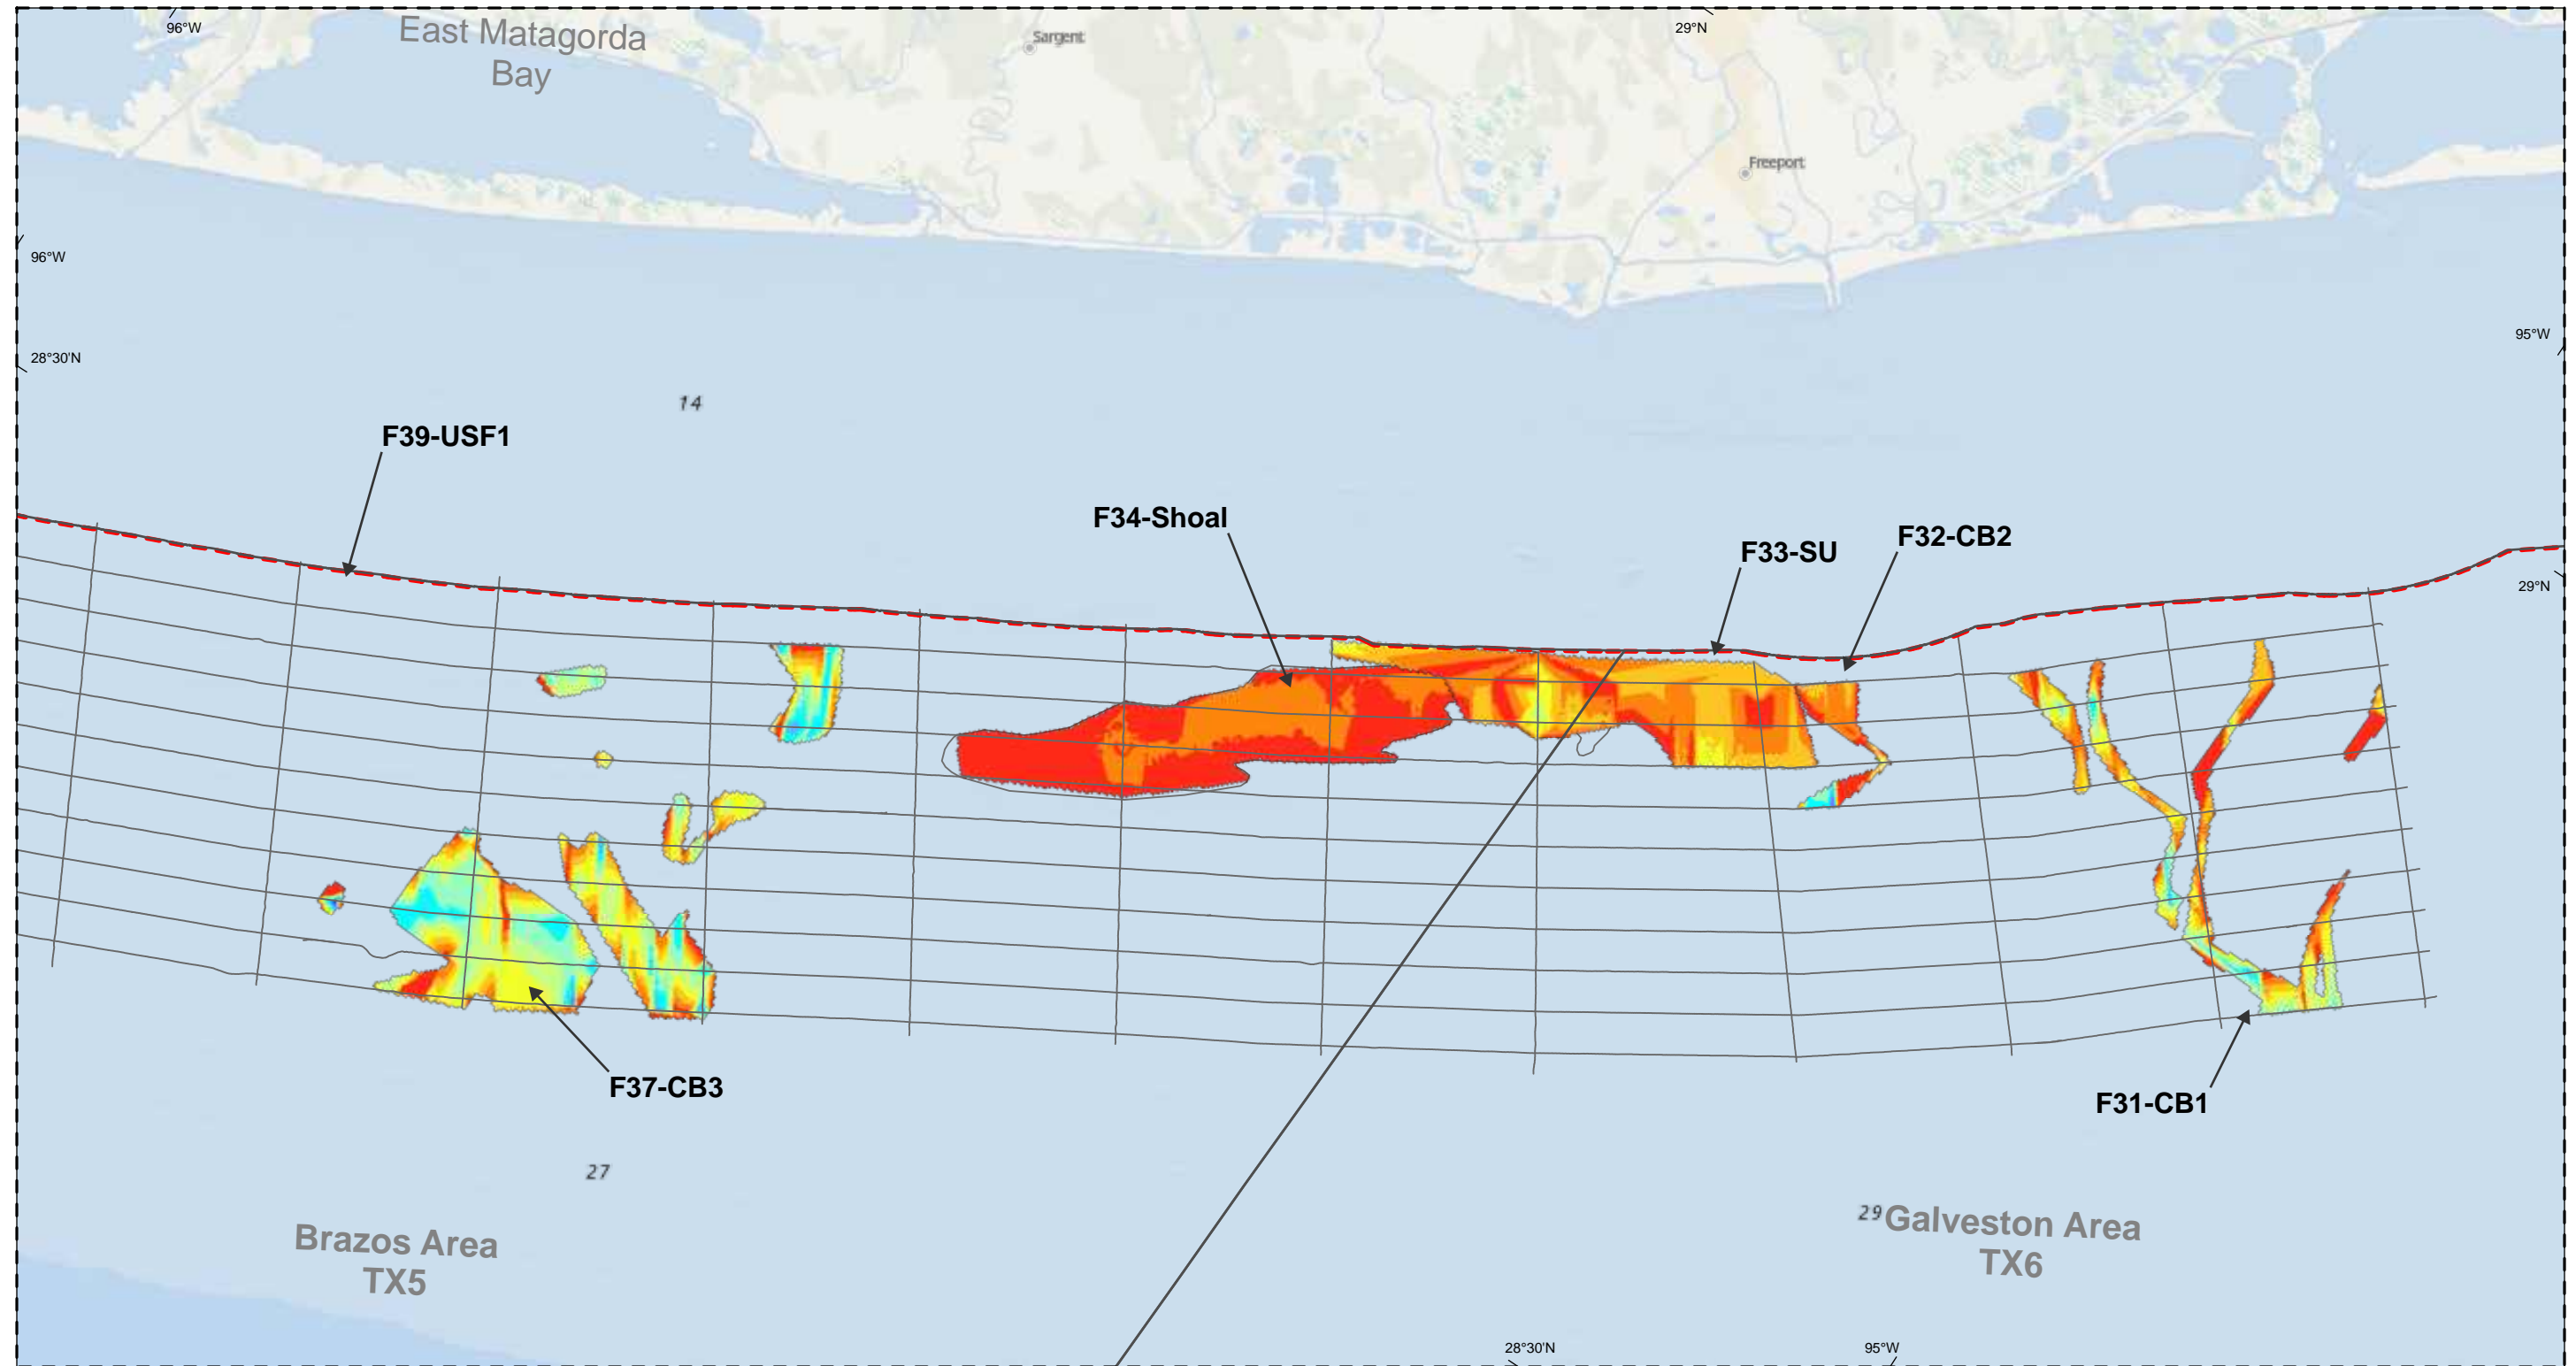 96°W
East Matagorda
Bay
Sargent
29°N
Freeport
96°W
28°30'N
95°W
14
F39-USF1
F34-Shoal
F33-SU
F32-CB2
29°N
F37-CB3
F31-CB1
27
Brazos Area
TX5
29
Galveston Area
TX6
28°30'N
95°W